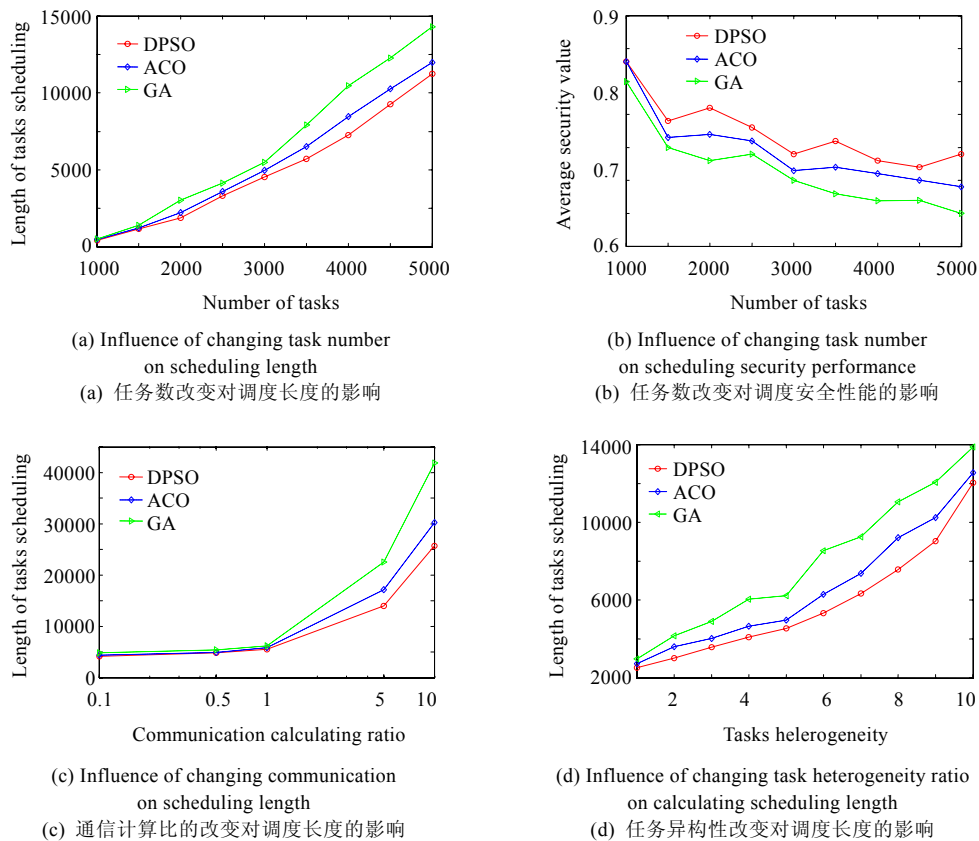 15000
10000
5000
0
Length of tasks scheduling
DPSO
ACO
GA
1000 2000 3000 4000 5000
Number of tasks
(a) Influence of changing task number
on scheduling length
(a) 任务数改变对调度长度的影响
0.9
0.8
0.7
0.6
Average security value
DPSO
ACO
GA
1000 2000 3000 4000 5000
Number of tasks
(b) Influence of changing task number
on scheduling security performance
(b) 任务数改变对调度安全性能的影响
40000
30000
20000
10000
0
Length of tasks scheduling
DPSO
ACO
GA
0.1 0.5 1 5 10
Communication calculating ratio
(c) Influence of changing communication
on scheduling length
(c) 通信计算比的改变对调度长度的影响
14000
10000
6000
2000
Length of tasks scheduling
DPSO
ACO
GA
2 4 6 8 10
Tasks helerogeneity
(d) Influence of changing task heterogeneity ratio
on calculating scheduling length
(d) 任务异构性改变对调度长度的影响